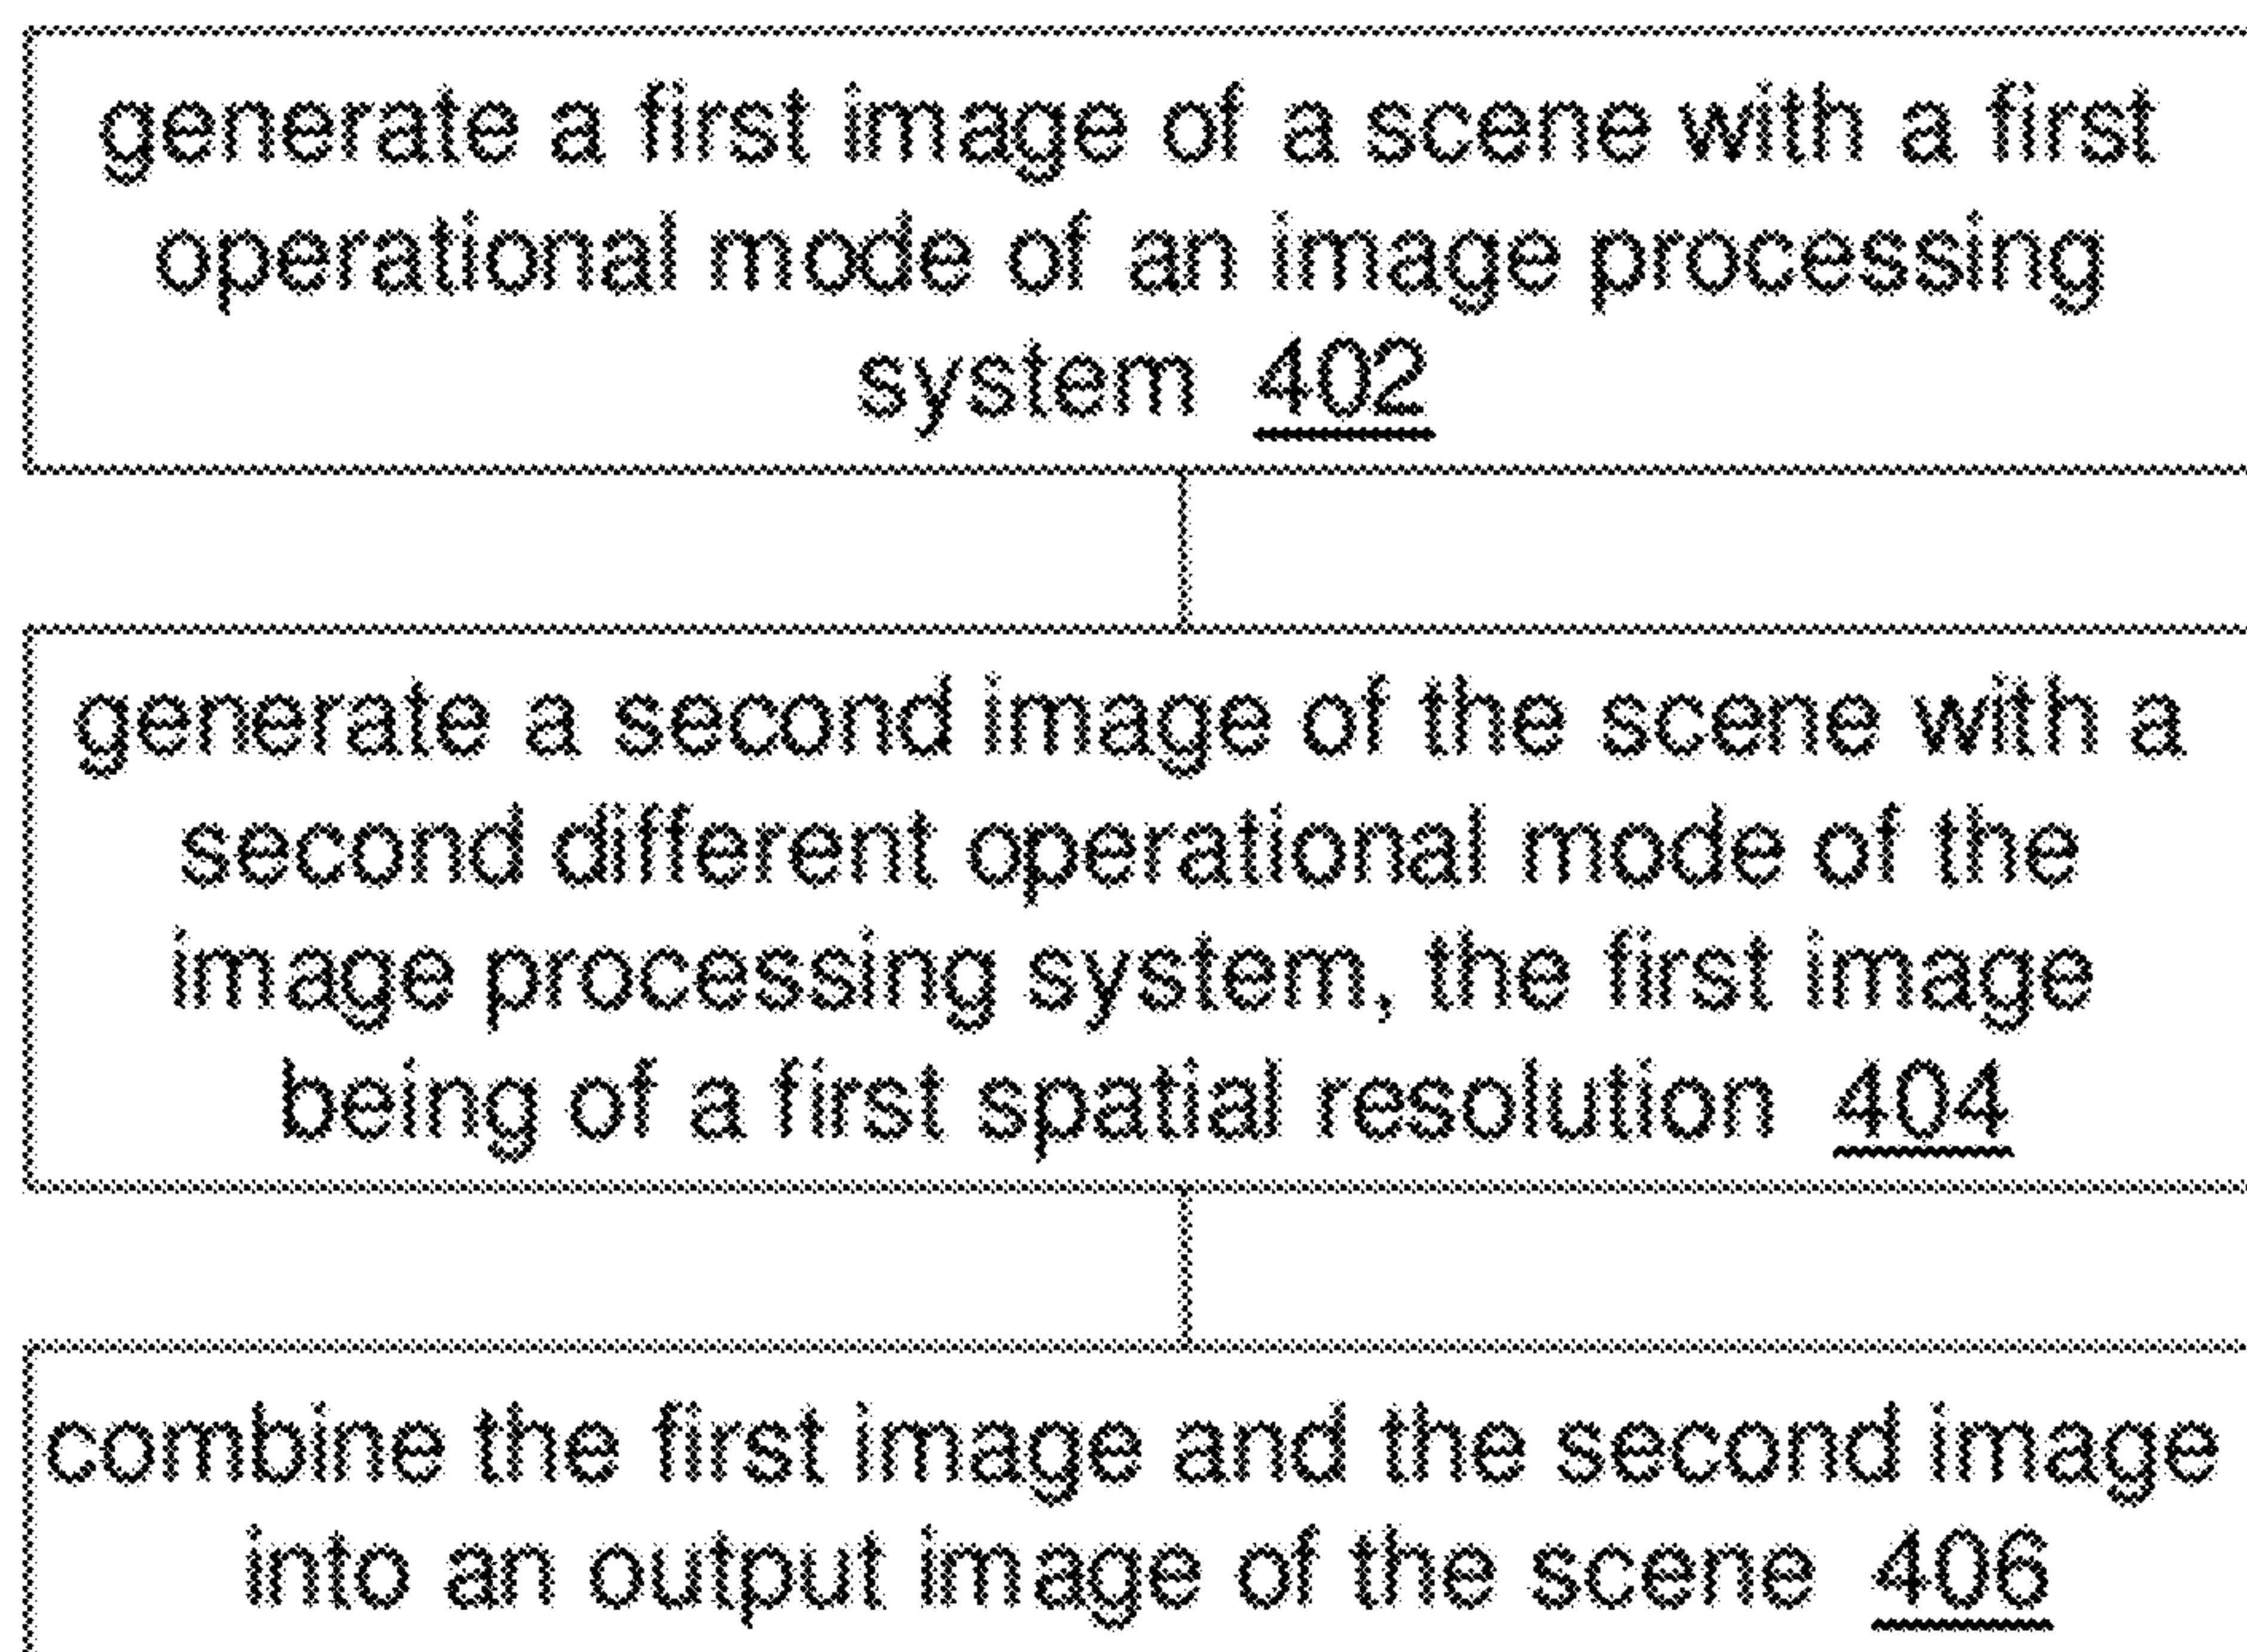 generate a first image of a scene with a first
operational mode of an image processing
system 402
generate a second image of the scene with a
second different operational mode of the
image processing system, the first image
being of a first spatial resolution 404
combine the first image and the second image
into an output image of the scene 406